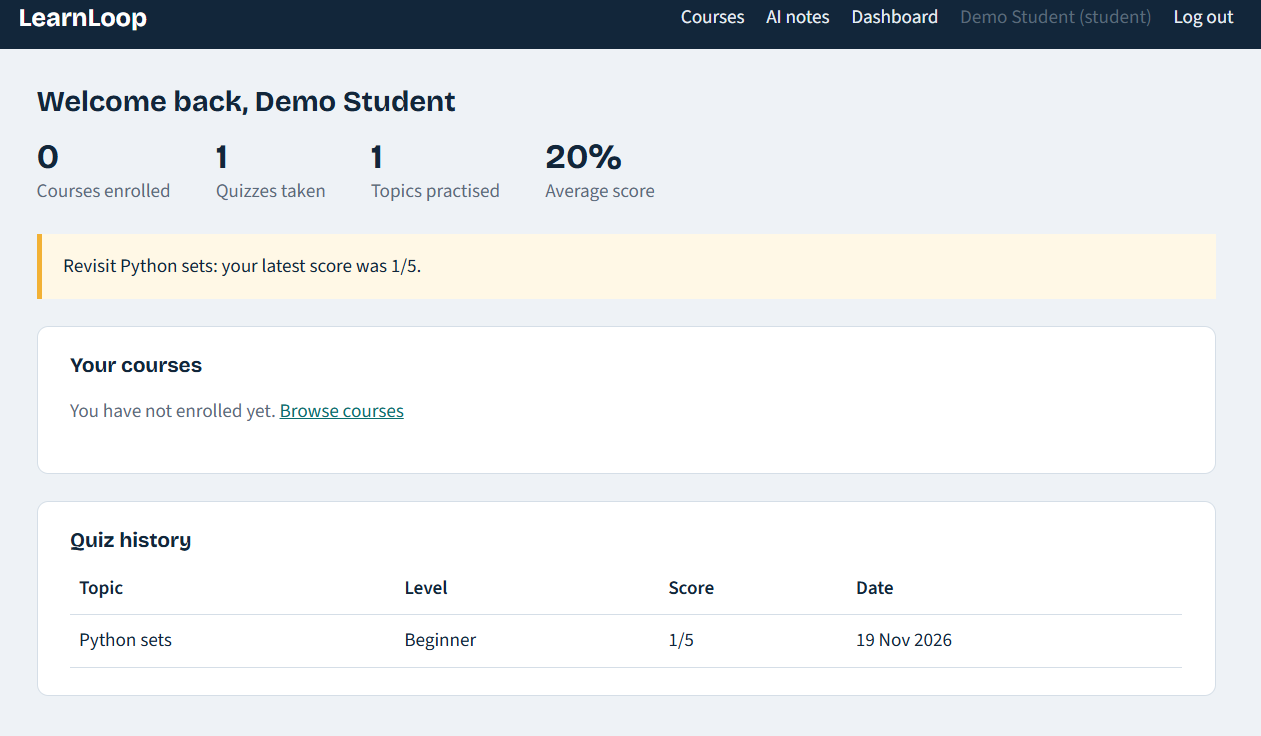 LearnLoop
Courses AI notes Dashboard Demo Student (student) Log out
Welcome back, Demo Student
0 1 1 20%
Courses enrolled Quizzes taken Topics practised Average score
Revisit Python sets: your latest score was 1/5.
Your courses
You have not enrolled yet. Browse courses
Quiz history
Topic Level Score Date
Python sets Beginner 1/5 19 Nov 2026